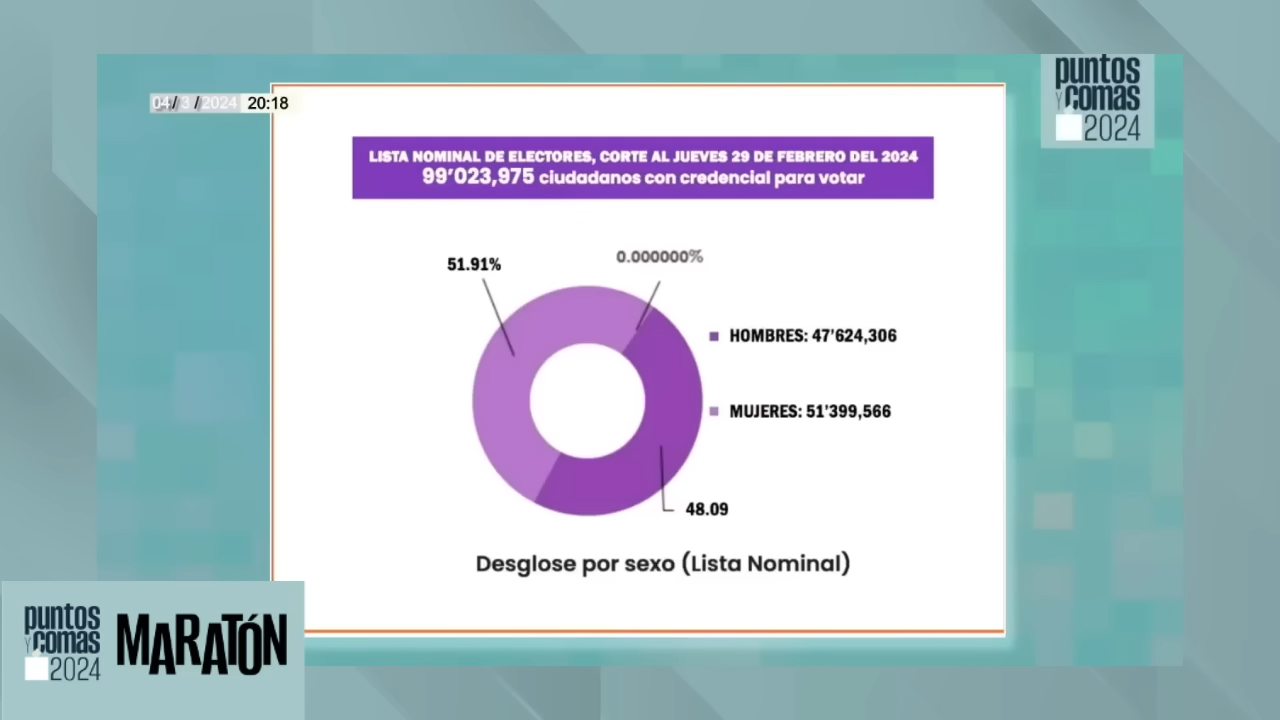 04/ 3 /2024 20:18
puntos
Y comas
2024
LISTA NOMINAL DE ELECTORES, CORTE AL JUEVES 29 DE FEBRERO DEL 2024
99’023,975 ciudadanos con credencial para votar
51.91%
0.000000%
HOMBRES: 47’624,306
MUJERES: 51’399,566
48.09
Desglose por sexo (Lista Nominal)
puntos
Y comas
2024
MARATÓN